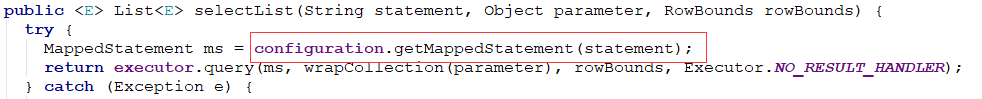 public <E> List<E> selectList(String statement, Object parameter, RowBounds rowBounds) {
try {
MappedStatement ms = configuration.getMappedStatement(statement);
return executor.query(ms, wrapCollection(parameter), rowBounds, Executor.NO_RESULT_HANDLER);
} catch (Exception e) {